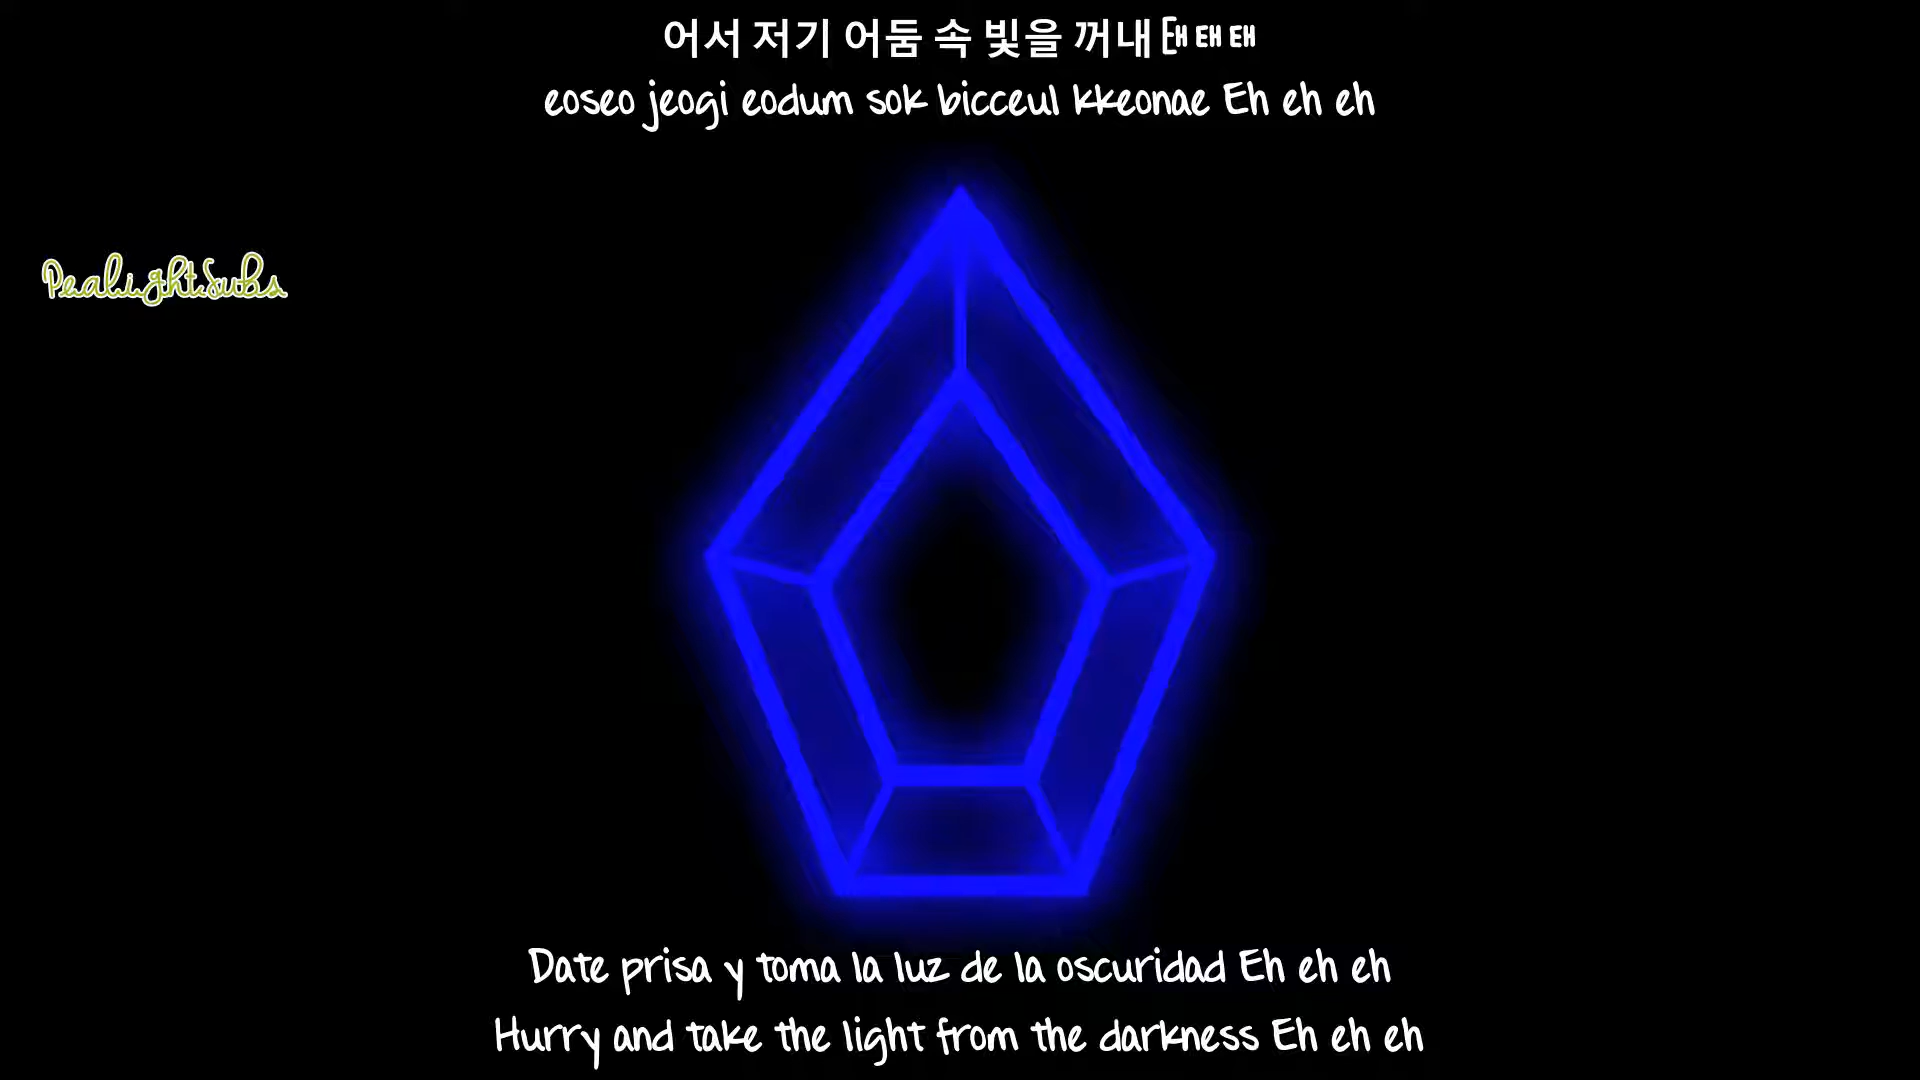 어서 저기 어둠 속 빛을 꺼내 Eh eh eh
eoseo jeogi eodum sok bicceul kkeonae Eh eh eh
PeaLightSubs
Date prisa y toma la luz de la oscuridad Eh eh eh
Hurry and take the light from the darkness Eh eh eh